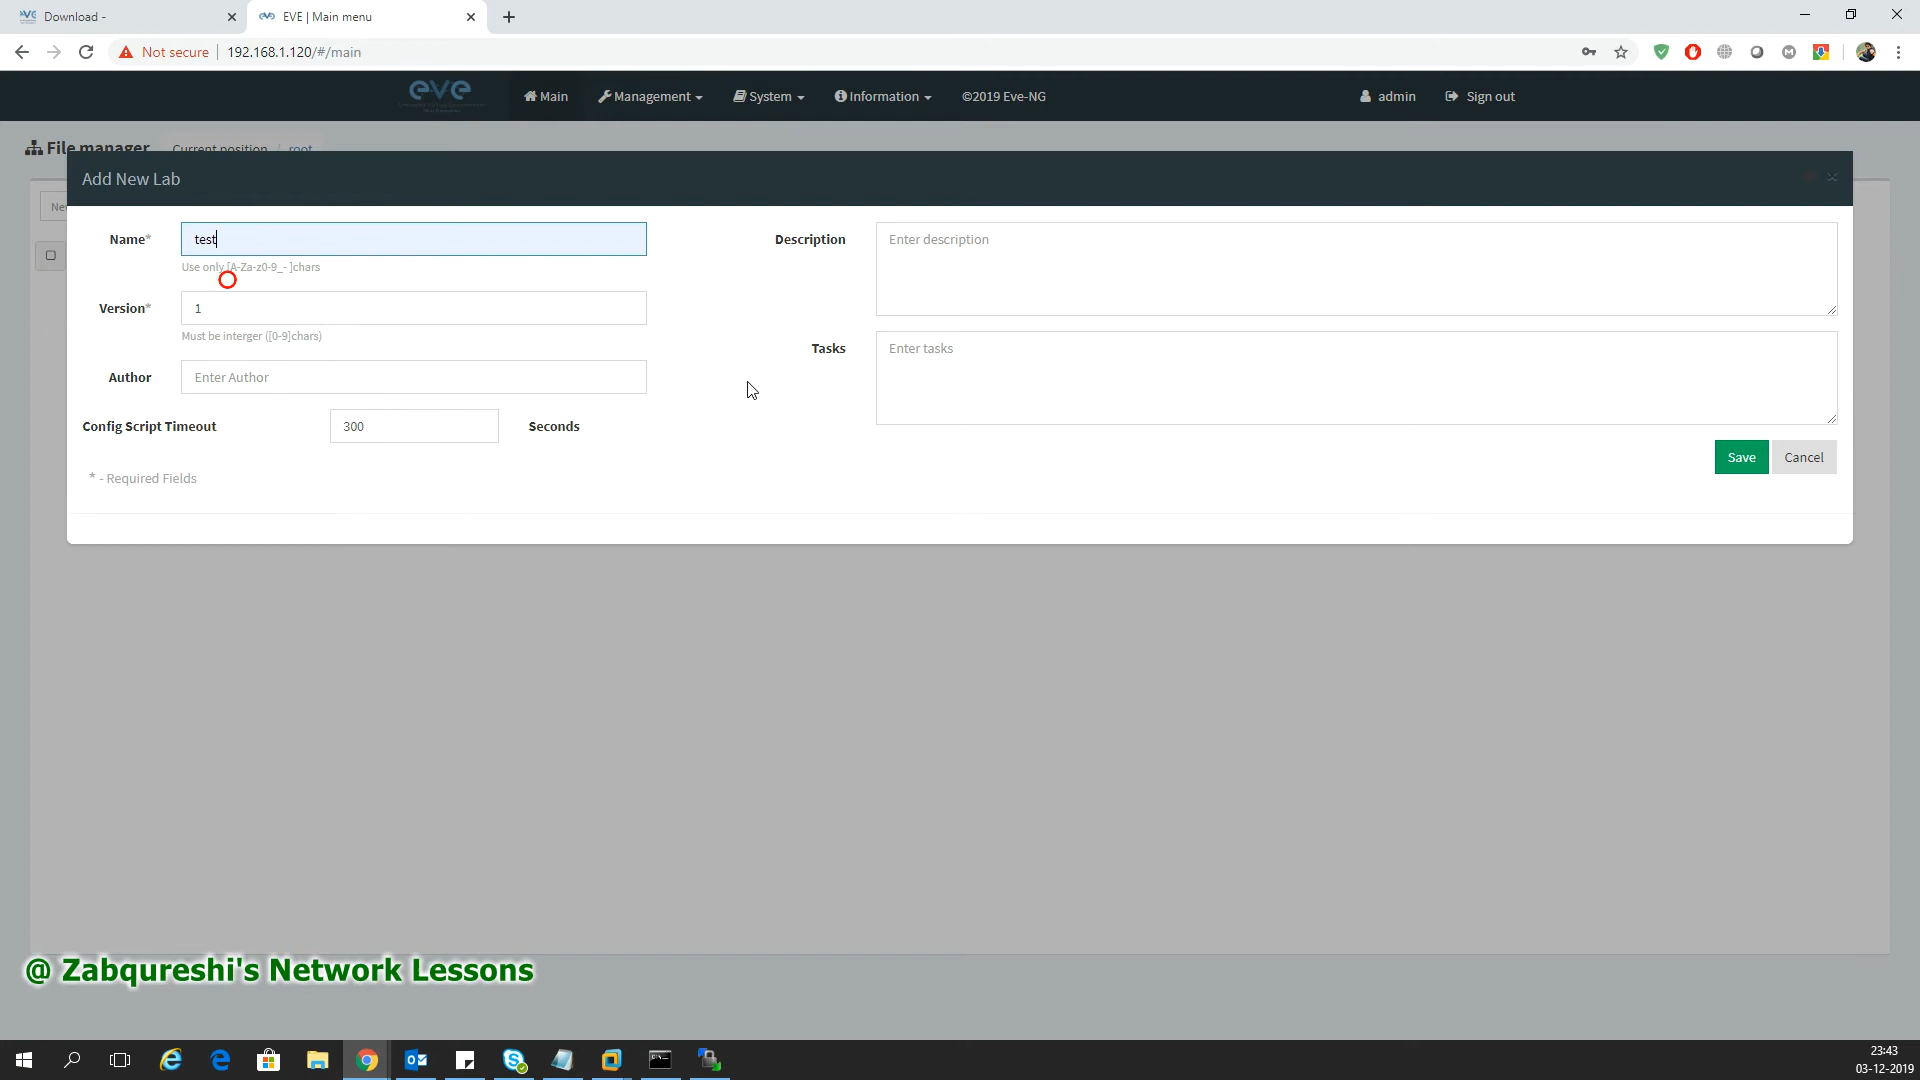 Download -
EVE | Main menu
Not secure
192.168.1.120/#/main
eve
Main
Management
System
Information
©2019 Eve-NG
admin
Sign out
File manager
Current position / root
Add New Lab
Ne
Name*
test
Use only [A-Za-z0-9_- ]chars
Version*
1
Must be interger ([0-9]chars)
Author
Enter Author
Config Script Timeout
300
Seconds
* - Required Fields
Description
Enter description
Tasks
Enter tasks
Save
Cancel
@ Zabqureshi's Network Lessons
23:43
03-12-2019